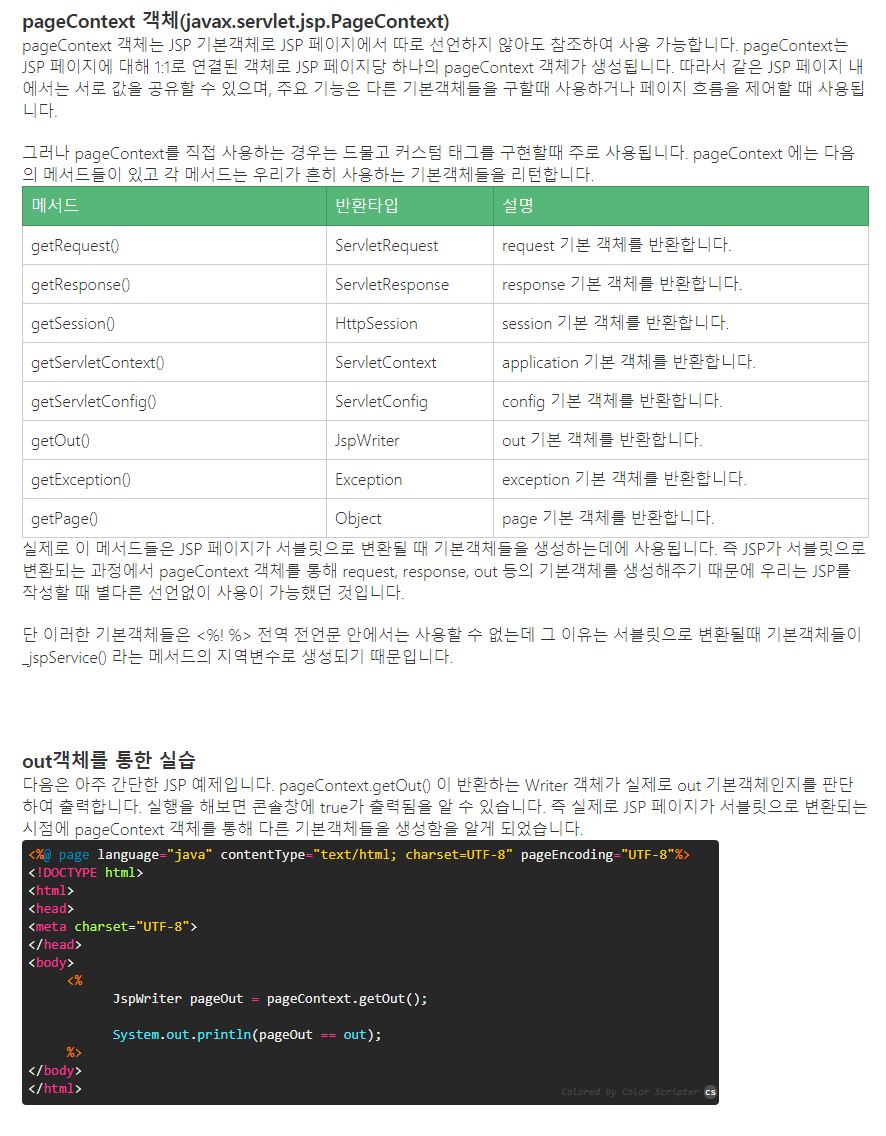 pageContext 객체(javax.servlet.jsp.PageContext)
pageContext 객체는 JSP 기본객체로 JSP 페이지에서 따로 선언하지 않아도 참조하여 사용 가능합니다. pageContext는
JSP 페이지에 대해 1:1로 연결된 객체로 JSP 페이지당 하나의 pageContext 객체가 생성됩니다. 따라서 같은 JSP 페이지 내
에서는 서로 값을 공유할 수 있으며, 주요 기능은 다른 기본객체들을 구할때 사용하거나 페이지 흐름을 제어할 때 사용됩
니다.
그러나 pageContext를 직접 사용하는 경우는 드물고 커스텀 태그를 구현할때 주로 사용됩니다. pageContext 에는 다음
의 메서드들이 있고 각 메서드는 우리가 흔히 사용하는 기본객체들을 리턴합니다.
메서드 반환타입 설명
getRequest() ServletRequest request 기본 객체를 반환합니다.
getResponse() ServletResponse response 기본 객체를 반환합니다.
getSession() HttpSession session 기본 객체를 반환합니다.
getServletContext() ServletContext application 기본 객체를 반환합니다.
getServletConfig() ServletConfig config 기본 객체를 반환합니다.
getOut() JspWriter out 기본 객체를 반환합니다.
getException() Exception exception 기본 객체를 반환합니다.
getPage() Object page 기본 객체를 반환합니다.
실제로 이 메서드들은 JSP 페이지가 서블릿으로 변환될 때 기본객체들을 생성하는데에 사용됩니다. 즉 JSP가 서블릿으로
변환되는 과정에서 pageContext 객체를 통해 request, response, out 등의 기본객체를 생성해주기 때문에 우리는 JSP를
작성할 때 별다른 선언없이 사용이 가능했던 것입니다.
단 이러한 기본객체들은 <%! %> 전역 전언문 안에서는 사용할 수 없는데 그 이유는 서블릿으로 변환될때 기본객체들이
_jspService() 라는 메서드의 지역변수로 생성되기 때문입니다.
out객체를 통한 실습
다음은 아주 간단한 JSP 예제입니다. pageContext.getOut() 이 반환하는 Writer 객체가 실제로 out 기본객체인지를 판단
하여 출력합니다. 실행을 해보면 콘솔창에 true가 출력됨을 알 수 있습니다. 즉 실제로 JSP 페이지가 서블릿으로 변환되는
시점에 pageContext 객체를 통해 다른 기본객체들을 생성함을 알게 되었습니다.
<%@ page language="java" contentType="text/html; charset=UTF-8" pageEncoding="UTF-8"%>
<!DOCTYPE html>
<html>
<head>
<meta charset="UTF-8">
</head>
<body>
<%
JspWriter pageOut = pageContext.getOut();
System.out.println(pageOut == out);
%>
</body>
</html>
Colored by Color Scripter cs